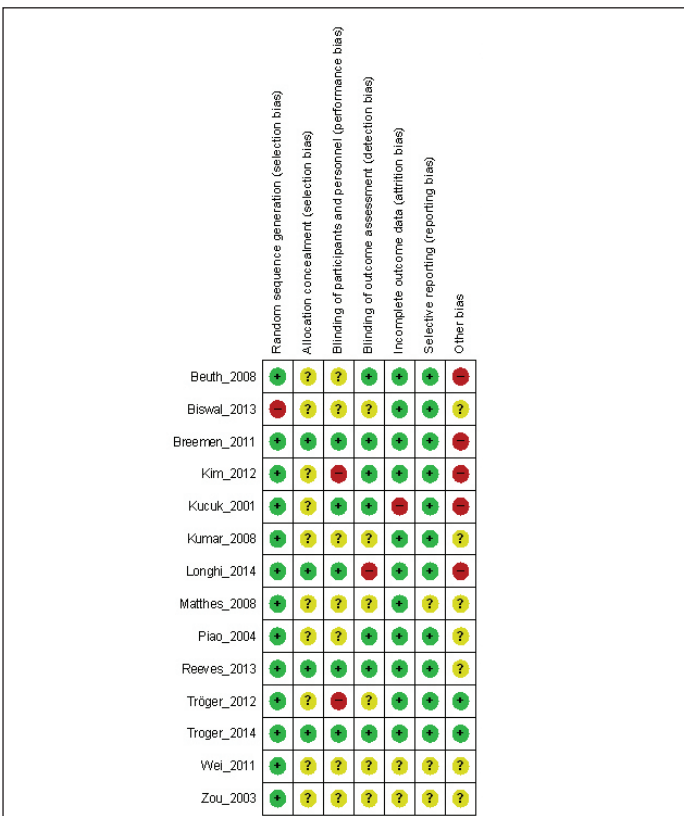 Random sequence generation (selection bias)
Allocation concealment (selection bias)
Blinding of participants and personnel (performance bias)
Blinding of outcome assessment (detection bias)
Incomplete outcome data (attrition bias)
Selective reporting (reporting bias)
Other bias
Beuth_2008 + ? ? + + + −
Biswal_2013 − ? ? ? + + ?
Breemen_2011 + + + + + + −
Kim_2012 + ? − + + + −
Kucuk_2001 + ? + + − + −
Kumar_2008 + ? ? ? + + ?
Longhi_2014 + + + − + + −
Matthes_2008 + ? ? ? + ? ?
Piao_2004 + ? ? + + + ?
Reeves_2013 + + + + + + ?
Tröger_2012 + ? − ? + + +
Troger_2014 + + + + + + +
Wei_2011 + ? ? ? ? ? ?
Zou_2003 + ? ? ? ? ? ?